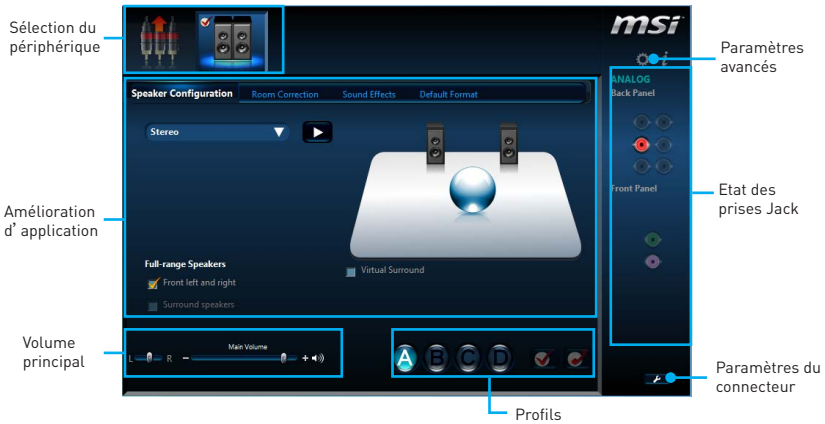 Sélection du
périphérique
msi
Paramètres
avancés
i
ANALOG
Back Panel
Speaker Configuration
Room Correction
Sound Effects
Default Format
Stereo
Front Panel
Etat des
prises Jack
Amélioration
d’application
Full-range Speakers
Front left and right
Surround speakers
Virtual Surround
Volume
principal
L
R
Main Volume
- +
A B C D
Paramètres du
connecteur
Profils